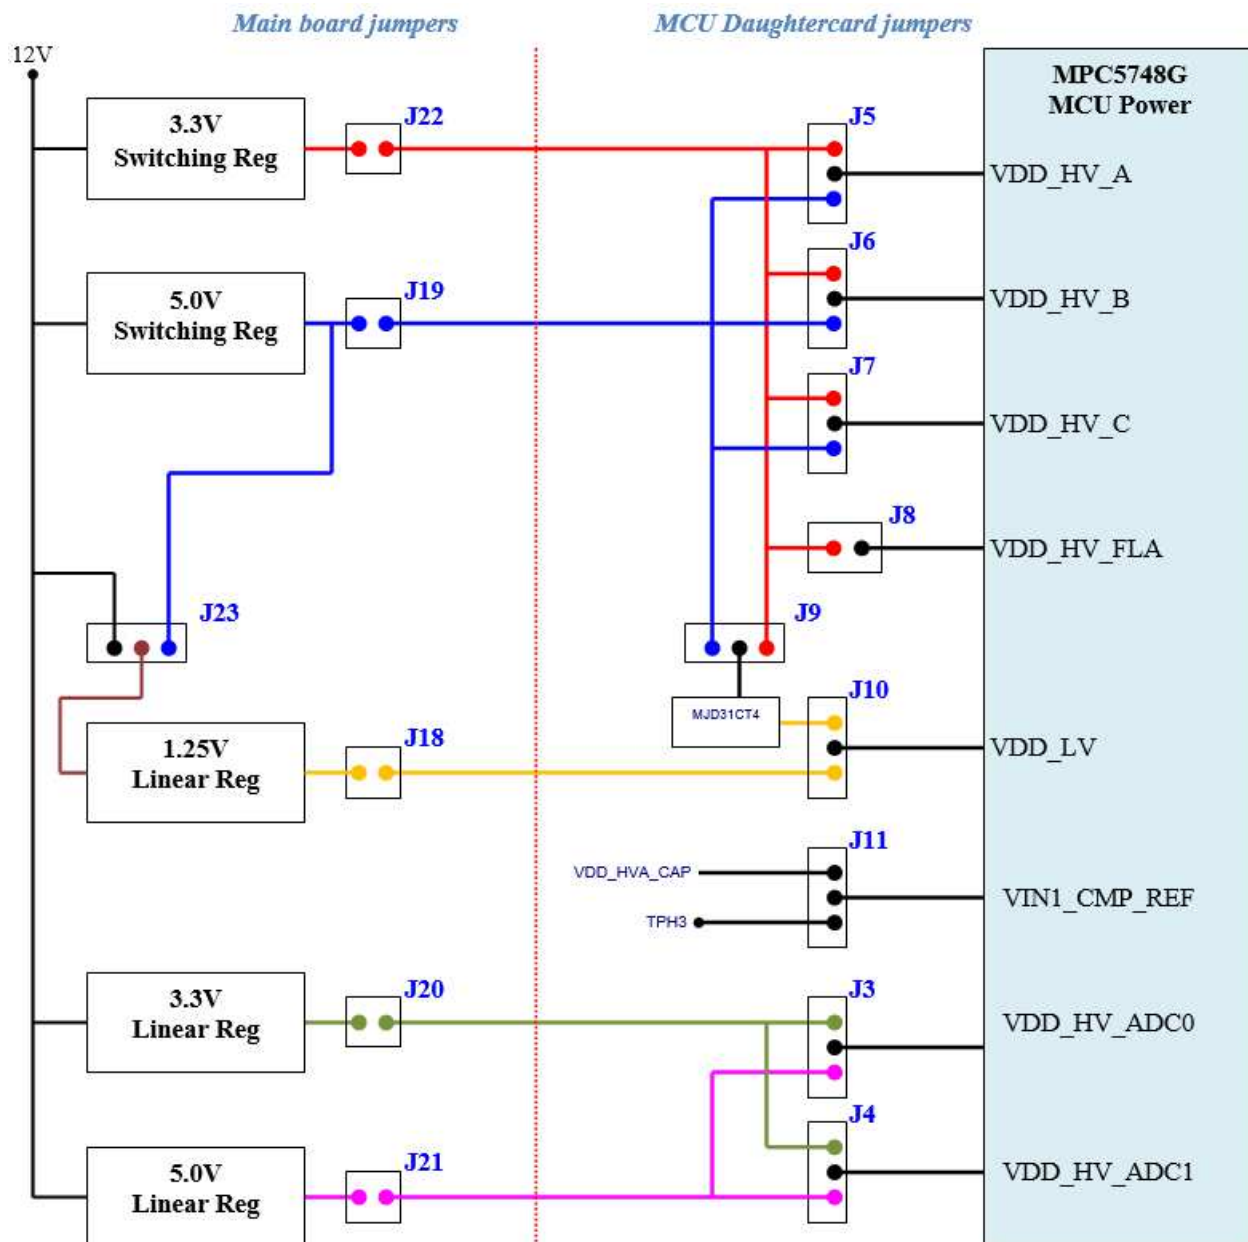 Main board jumpers
MCU Daughtercard jumpers
12V
MPC5748G
MCU Power
3.3V
Switching Reg
J22
J5
VDD_HV_A
J6
5.0V
Switching Reg
J19
VDD_HV_B
J7
VDD_HV_C
J8
VDD_HV_FLA
J23
J9
J10
MJD31CT4
1.25V
Linear Reg
J18
VDD_LV
J11
VDD_HVA_CAP
VIN1_CMP_REF
TPH3
3.3V
Linear Reg
J20
J3
VDD_HV_ADC0
J4
5.0V
Linear Reg
J21
VDD_HV_ADC1